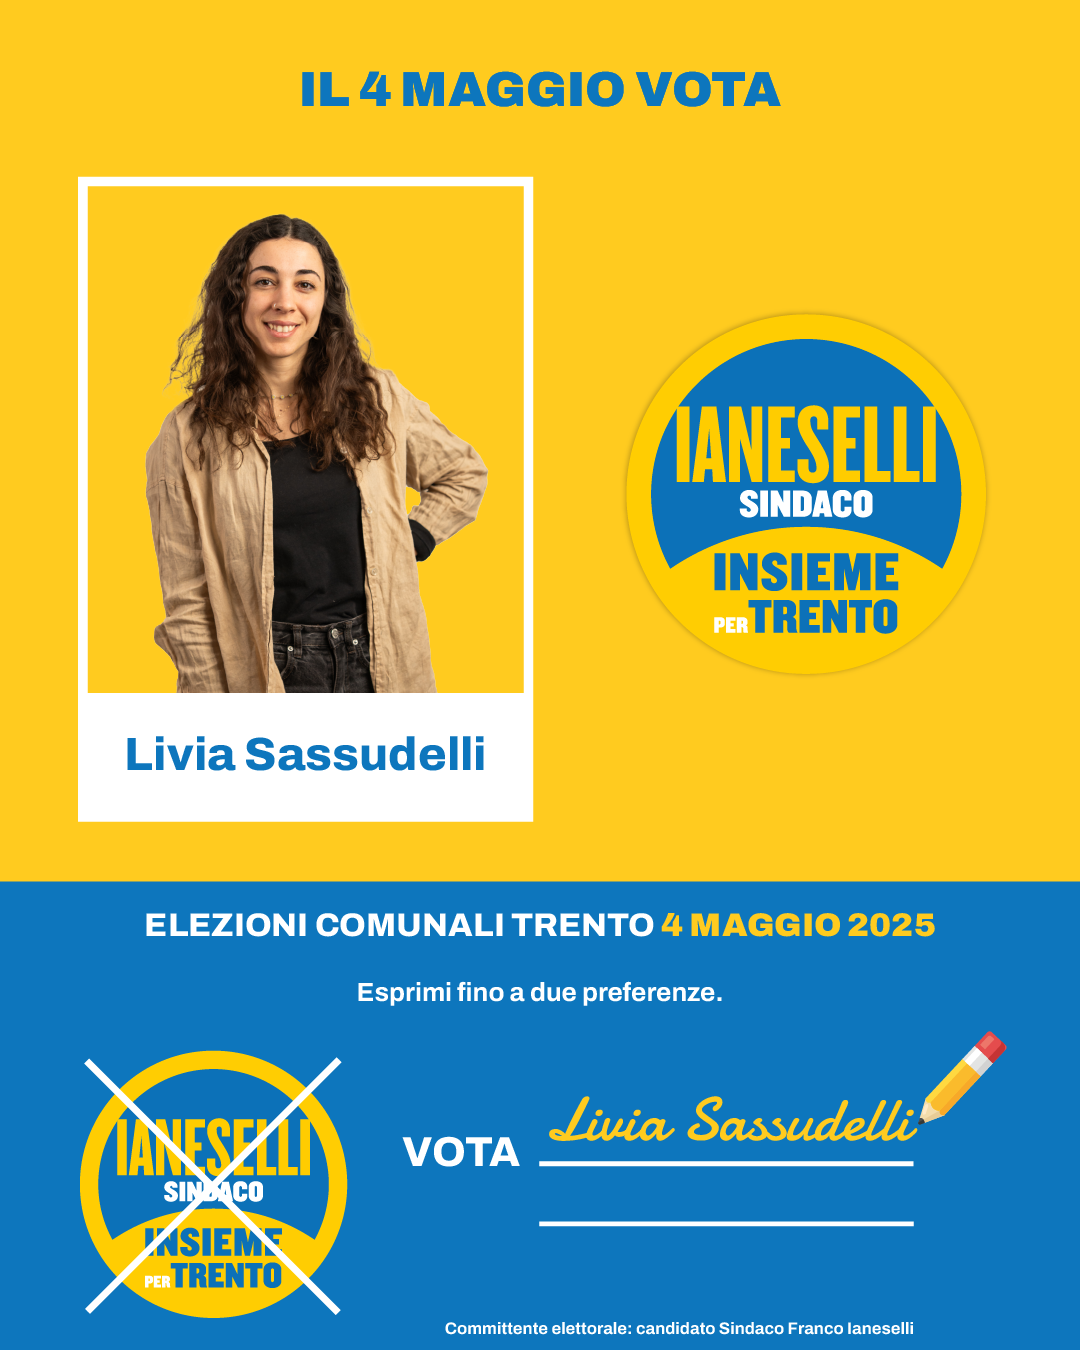 IL 4 MAGGIO VOTA
IANESELLI
SINDACO
INSIEME
PER TRENTO
Livia Sassudelli
ELEZIONI COMUNALI TRENTO 4 MAGGIO 2025
Esprimi fino a due preferenze.
IANESELLI
SINDACO
INSIEME
PER TRENTO
VOTA Livia Sassudelli
Committente elettorale: candidato Sindaco Franco Ianeselli